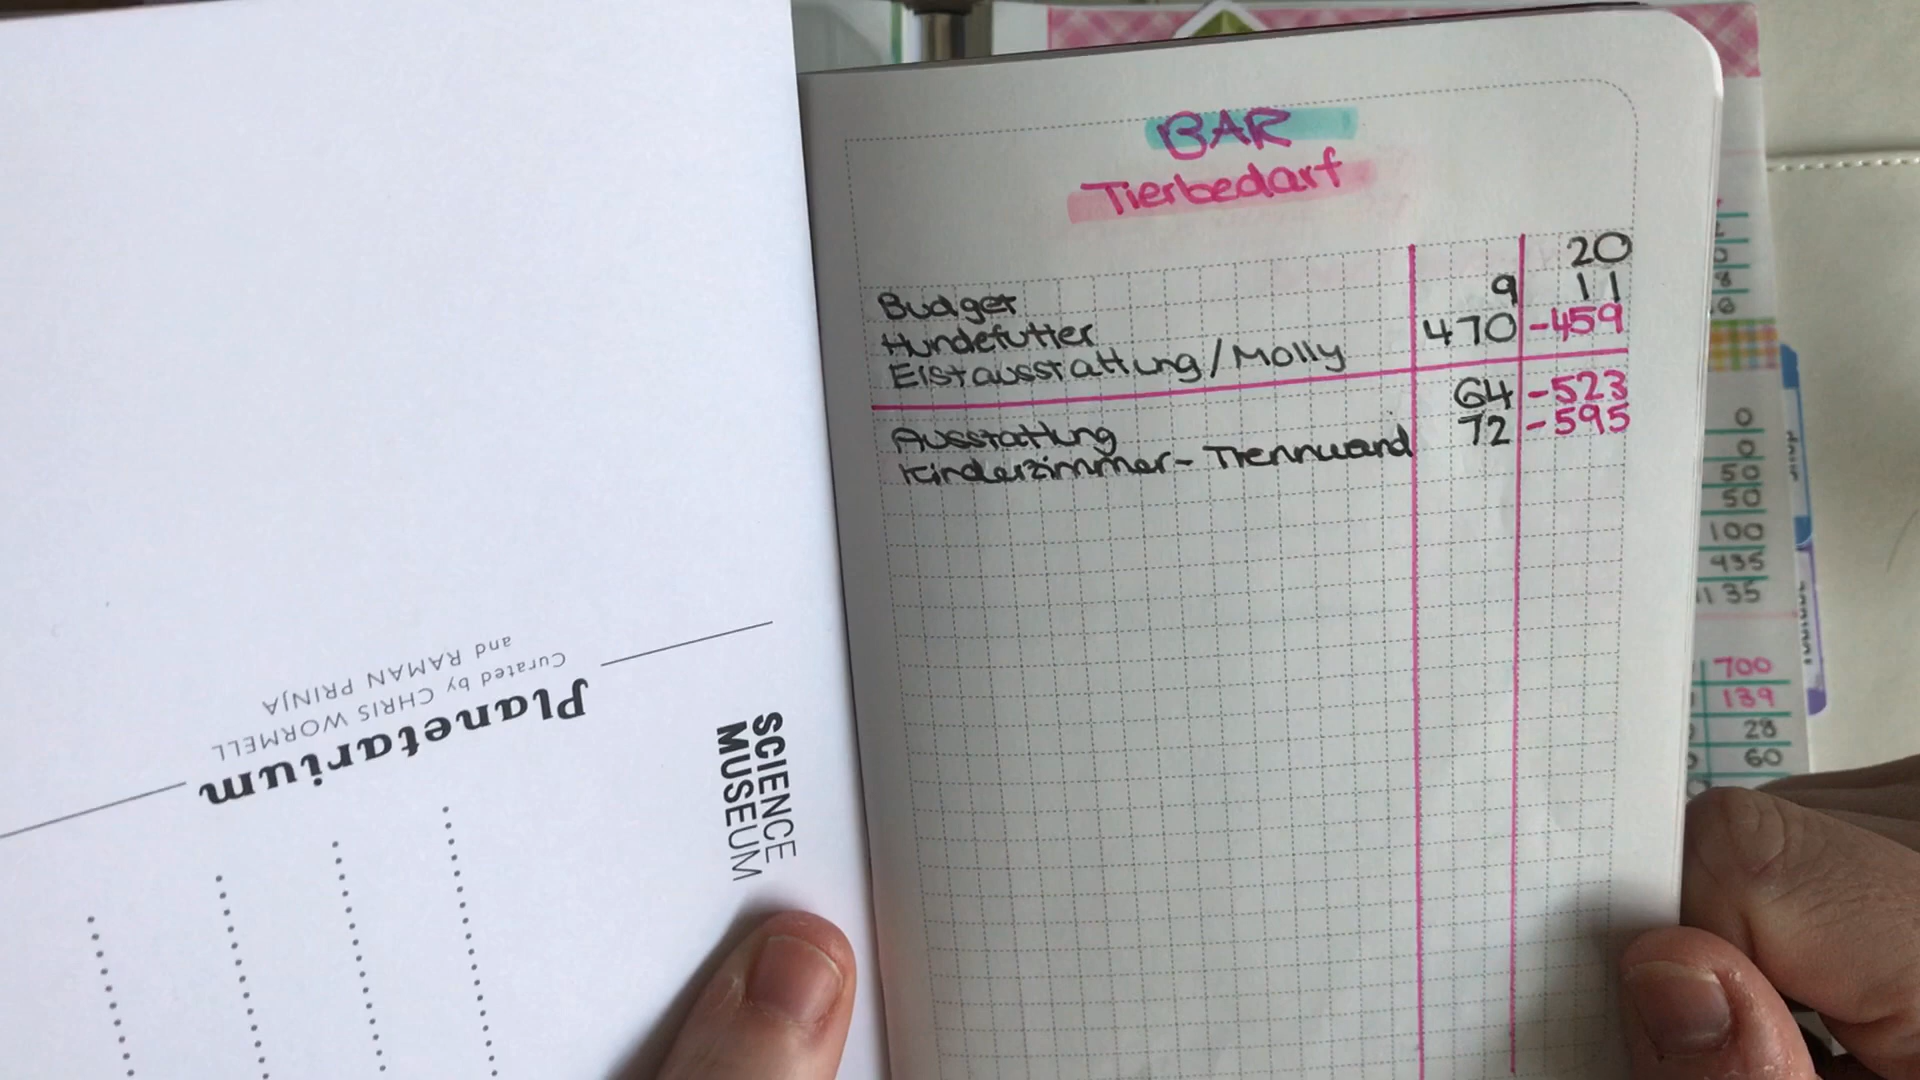 BAR
Tierbedarf
Budget 20
Hundefutter 9 11
Erstausstattung / Molly 470 -459
Ausstattung 64 -523
Kinderzimmer - Trennwand 72 -595
Planetarium
Curated by CHRIS WORMELL
and RAMAN PRINJA
SCIENCE
MUSEUM
0
0
50
50
100
435
1135
700
139
28
60